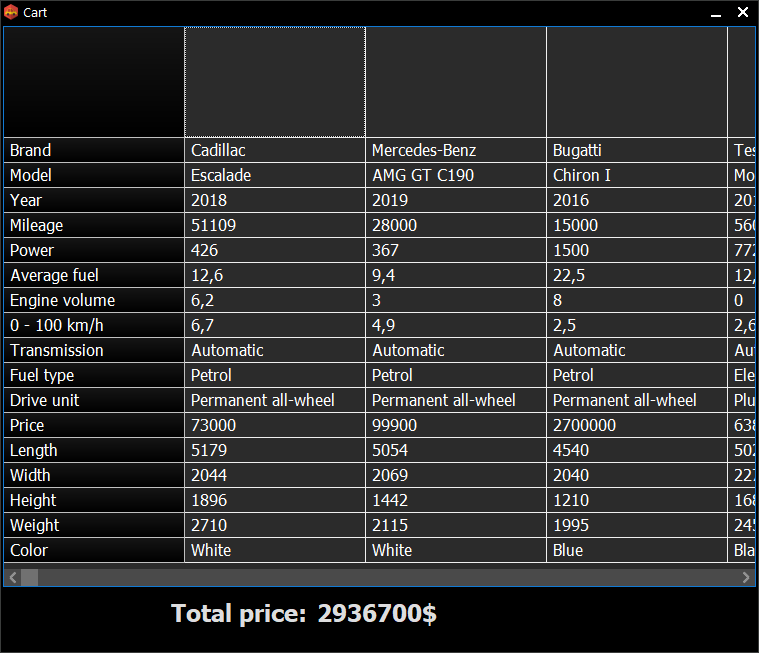 Cart
Brand Cadillac Mercedes-Benz Bugatti Tes
Model Escalade AMG GT C190 Chiron I Mo
Year 2018 2019 2016 201
Mileage 51109 28000 15000 560
Power 426 367 1500 772
Average fuel 12,6 9,4 22,5 12,
Engine volume 6,2 3 8 0
0 - 100 km/h 6,7 4,9 2,5 2,6
Transmission Automatic Automatic Automatic Au
Fuel type Petrol Petrol Petrol Ele
Drive unit Permanent all-wheel Permanent all-wheel Permanent all-wheel Plu
Price 73000 99900 2700000 638
Length 5179 5054 4540 502
Width 2044 2069 2040 227
Height 1896 1442 1210 168
Weight 2710 2115 1995 245
Color White White Blue Bla
Total price: 2936700$